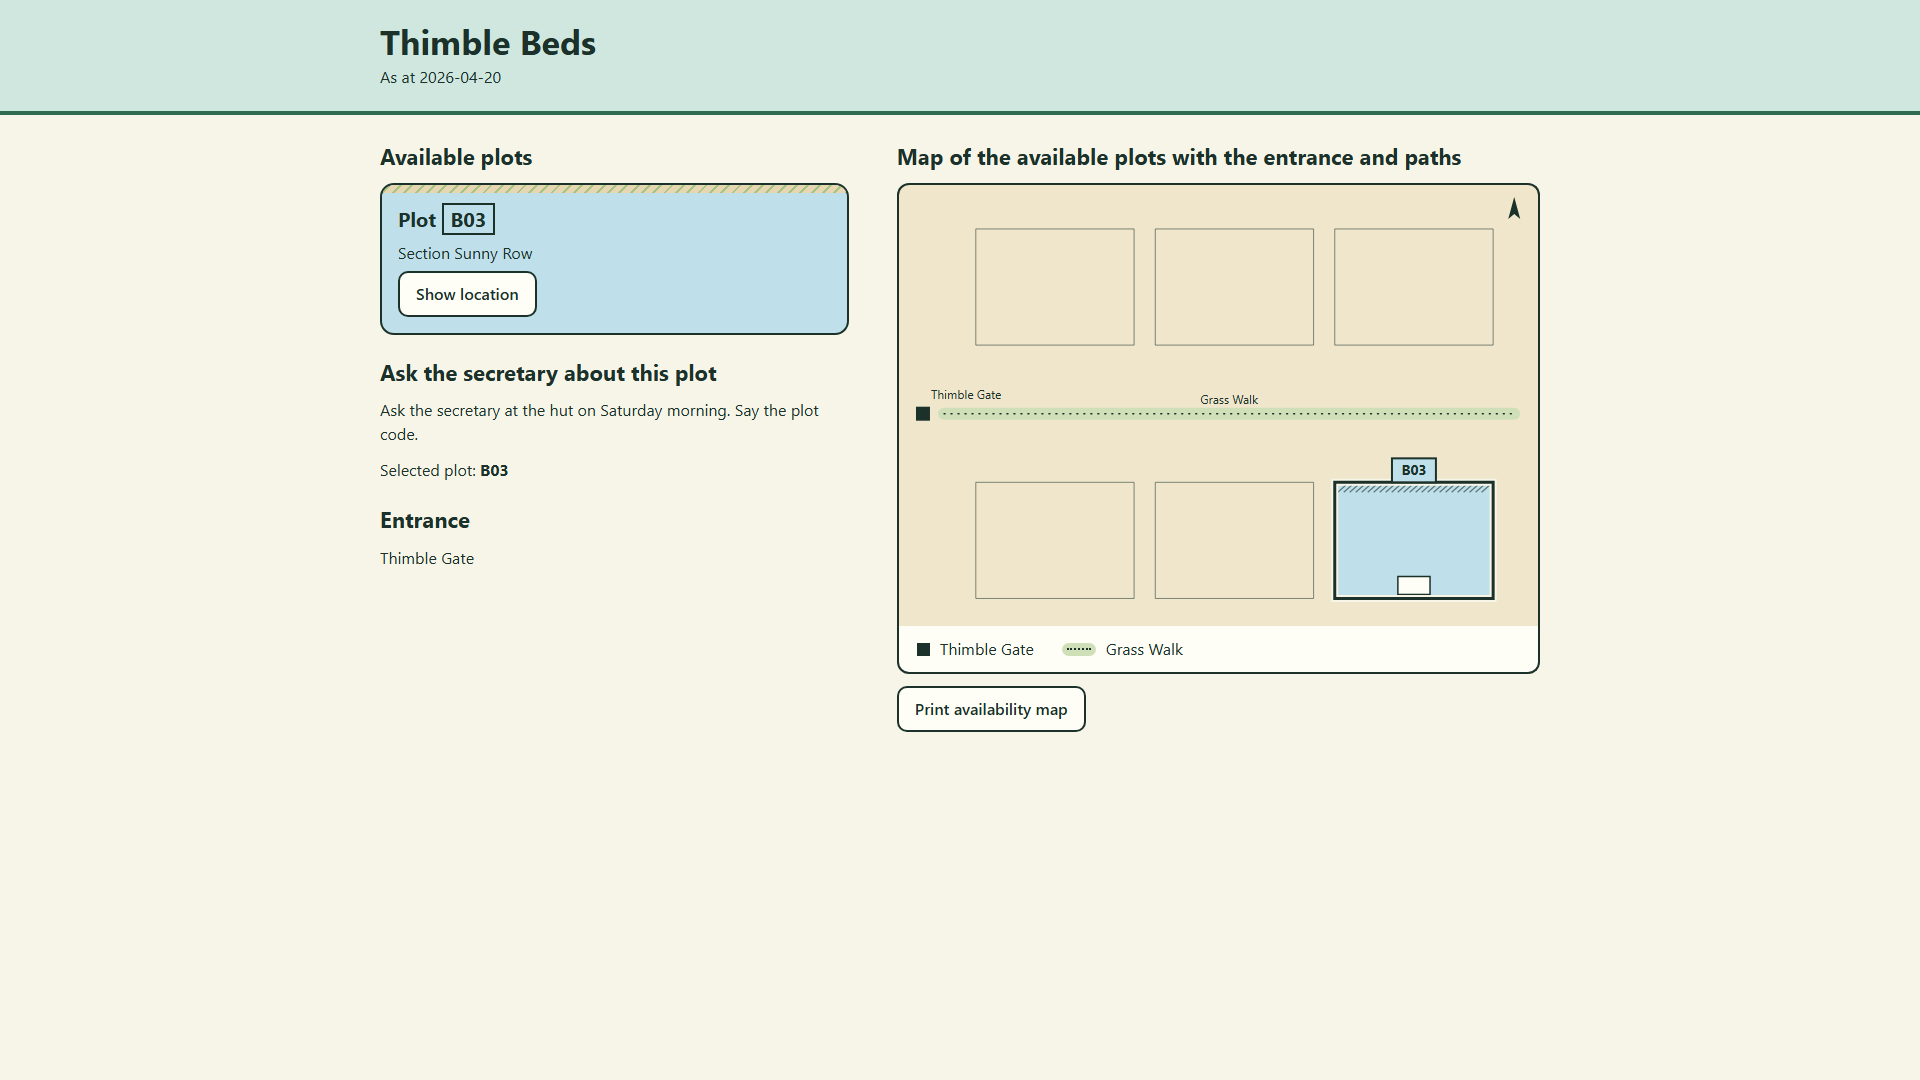 Thimble Beds
As at 2026-04-20
Available plots
Plot B03
Section Sunny Row
Show location
Ask the secretary about this plot
Ask the secretary at the hut on Saturday morning. Say the plot
code.
Selected plot: B03
Entrance
Thimble Gate
Map of the available plots with the entrance and paths
Thimble Gate
Grass Walk
B03
Thimble Gate
Grass Walk
Print availability map